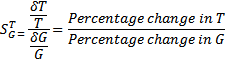 S_G^T = (δT/T)/(δG/G) = Percentage change in T / Percentage change in G